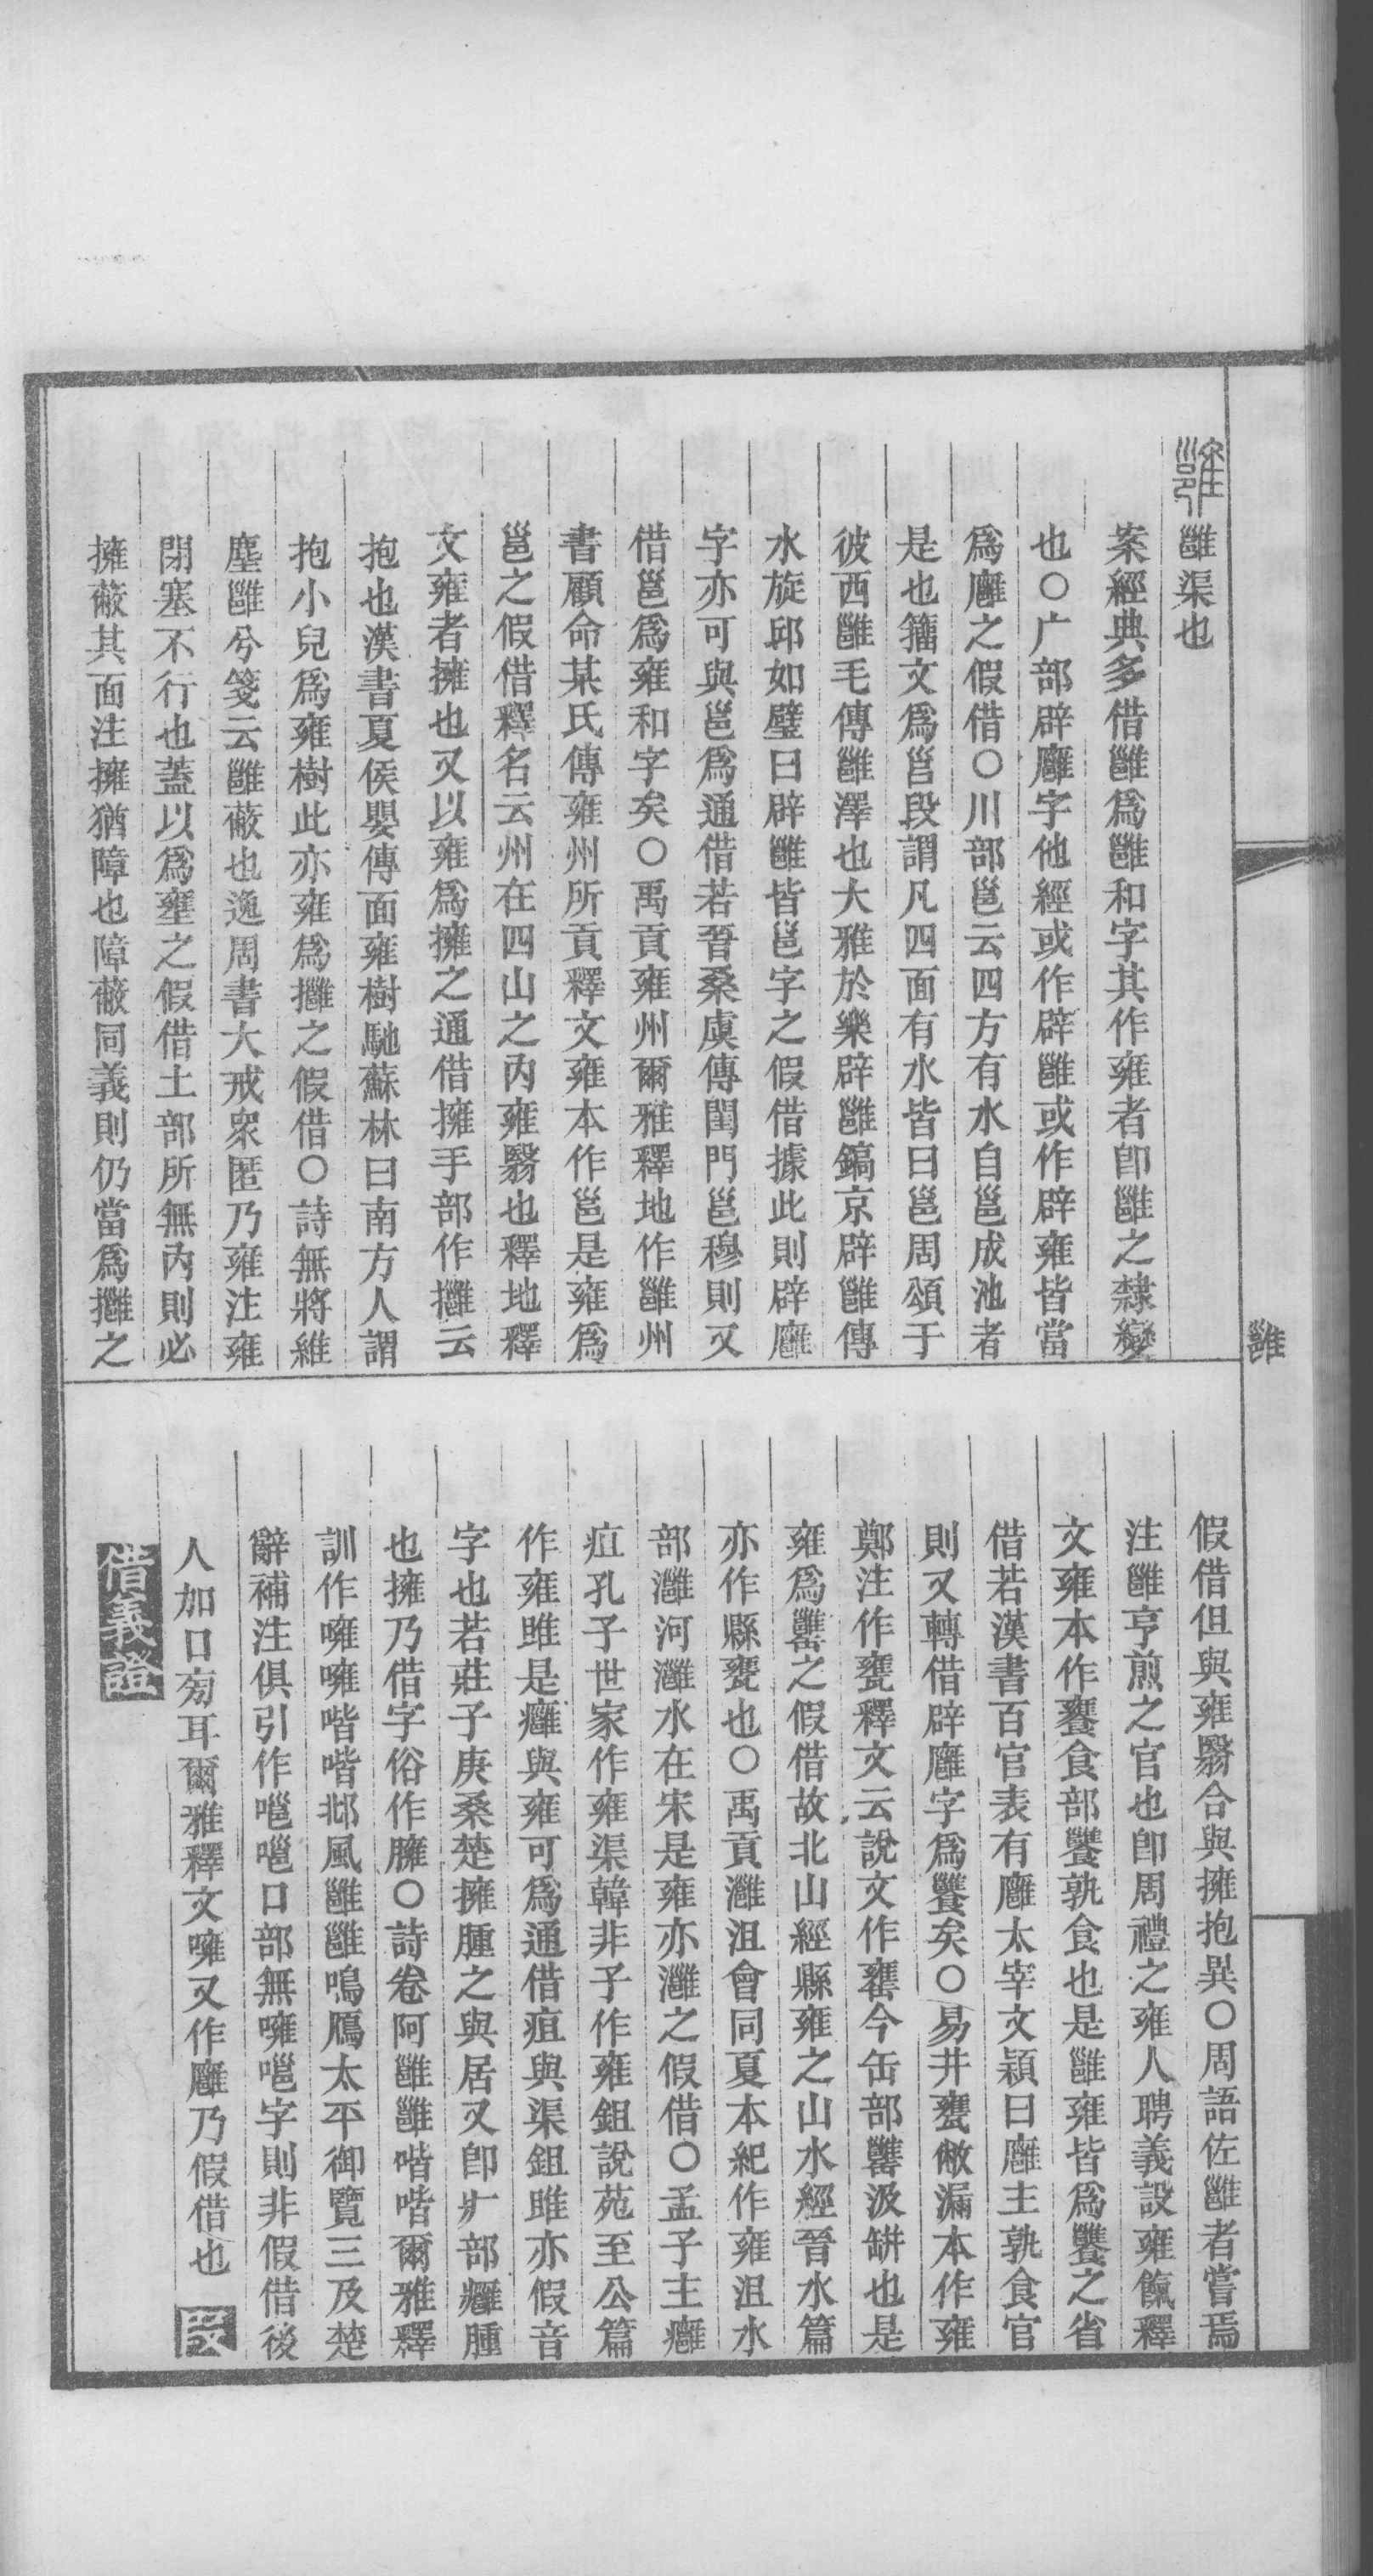 雝
雝渠也
案經典多借雝爲雝和字其作雍者卽雝之隸變
也○广部辟廱字他經或作辟雝或作辟雍皆當
爲廱之假借○川部邕云四方有水自邕成池者
是也籒文爲𡿷段謂凡四面有水皆曰邕周頌于
彼西雝毛傳雝澤也大雅於樂辟雝鎬京辟雝傳
水旋邱如璧曰辟雝皆邕字之假借據此則辟廱
字亦可與邕爲通借若晉桑虞傳閨門邕穆則又
借邕爲雍和字矣○禹貢雍州爾雅釋地作雝州
書顧命某氏傳雍州所貢釋文雍本作邕是雍爲
邕之假借釋名云州在四山之內雍翳也釋地釋
文雍者擁也又以雍爲擁之通借擁手部作㩲云
抱也漢書夏侯嬰傳面雍樹馳蘇林曰南方人謂
抱小兒爲雍樹此亦雍爲㩲之假借○詩無將維
塵雝兮箋云雝蔽也逸周書大戒衆匿乃雍注雍
閉塞不行也蓋以爲壅之假借土部所無內則必
擁蔽其面注擁猶障也障蔽同義則仍當爲㩲之
假借但與雍翳合與擁抱異○周語佐雝者嘗焉
注雝亨煎之官也卽周禮之雍人聘義設雍餼釋
文雍本作饔食部饔孰食也是雝雍皆爲饔之省
借若漢書百官表有廱太宰文穎曰廱主孰食官
則又轉借辟廱字爲饔矣○易井甕敝漏本作雍
鄭注作甕釋文云說文作罋今缶部罋汲缾也是
雍爲罋之假借故北山經縣雍之山水經晉水篇
亦作縣甕也○禹貢灉沮會同夏本紀作雍沮水
部灉河灉水在宋是雍亦灉之假借○孟子主癰
疽孔子世家作雍渠韓非子作雍鉏說苑至公篇
作雍雎是癰與雍可爲通借疽與渠鉏雎亦假音
字也若莊子庚桑楚擁腫之與居又卽疒部癰腫
也擁乃借字俗作臃○詩卷阿雝雝喈喈爾雅釋
訓作噰噰喈喈邶風雝雝鳴鴈太平御覽三及楚
辭補注俱引作嗈嗈口部無噰嗈字則非假借後
人加口旁耳爾雅釋文噰又作廱乃假借也
借義證
雝